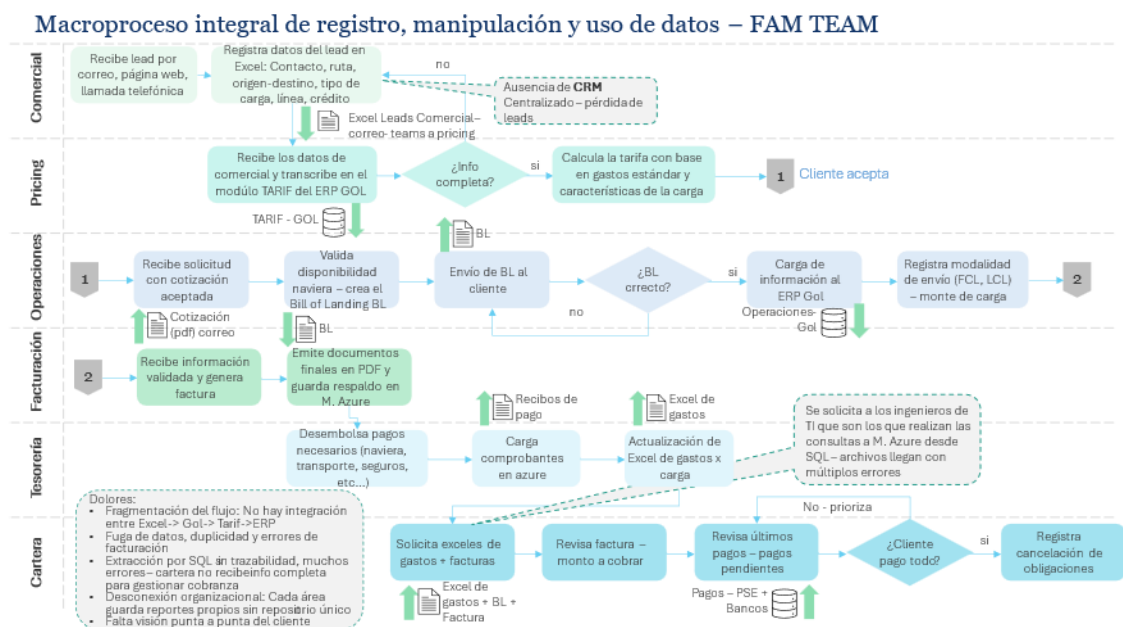 Macroproceso integral de registro, manipulación y uso de datos – FAM TEAM
Comercial
Recibe lead por
correo, página web,
llamada telefónica
Registra datos del lead en
Excel: Contacto, ruta,
origen-destino, tipo de
carga, línea, crédito
no
Ausencia de CRM
Centralizado – pérdida de
leads
Excel Leads Comercial–
correo- teams a pricing
Pricing
Recibe los datos de
comercial y transcribe en el
modúlo TARIF del ERP GOL
¿Info
completa?
si
Calcula la tarifa con base
en gastos estándar y
características de la carga
1
Cliente acepta
TARIF - GOL
BL
Operaciones
1
Recibe solicitud
con cotización
aceptada
Valida
disponibilidad
naviera – crea el
Bill of Landing BL
Envío de BL al
cliente
¿BL
crrecto?
si
no
Carga de
información al
ERP Gol
Registra modalidad
de envío (FCL, LCL)
– monte de carga
2
Cotización
(pdf) correo
BL
Operaciones-
Gol
Facturación
2
Recibe información
validada y genera
factura
Emite documentos
finales en PDF y
guarda respaldo en
M. Azure
Recibos de
pago
Excel de
gastos
Se solicita a los ingenieros de
TI que son los que realizan las
consultas a M. Azure desde
SQL – archivos llegan con
múltiples errores
Tesorería
Desembolsa pagos
necesarios (naviera,
transporte, seguros,
etc...)
Carga
comprobantes
en azure
Actualización de
Excel de gastos x
carga
Dolores:
• Fragmentación del flujo: No hay integración
entre Excel-> Gol-> Tarif->ERP
• Fuga de datos, duplicidad y errores de
facturación
• Extracción por SQL sin trazabilidad, muchos
errores– cartera no recibe info completa
para gestionar cobranza
• Desconexión organizacional: Cada área
guarda reportes propios sin repositorio único
• Falta visión punta a punta del cliente
Cartera
Solicita exceles de
gastos + facturas
Revisa factura –
monto a cobrar
Revisa últimos
pagos – pagos
pendientes
No - prioriza
¿Cliente
pago todo?
si
Registra
cancelación de
obligaciones
Excel de
gastos + BL +
Factura
Pagos – PSE +
Bancos